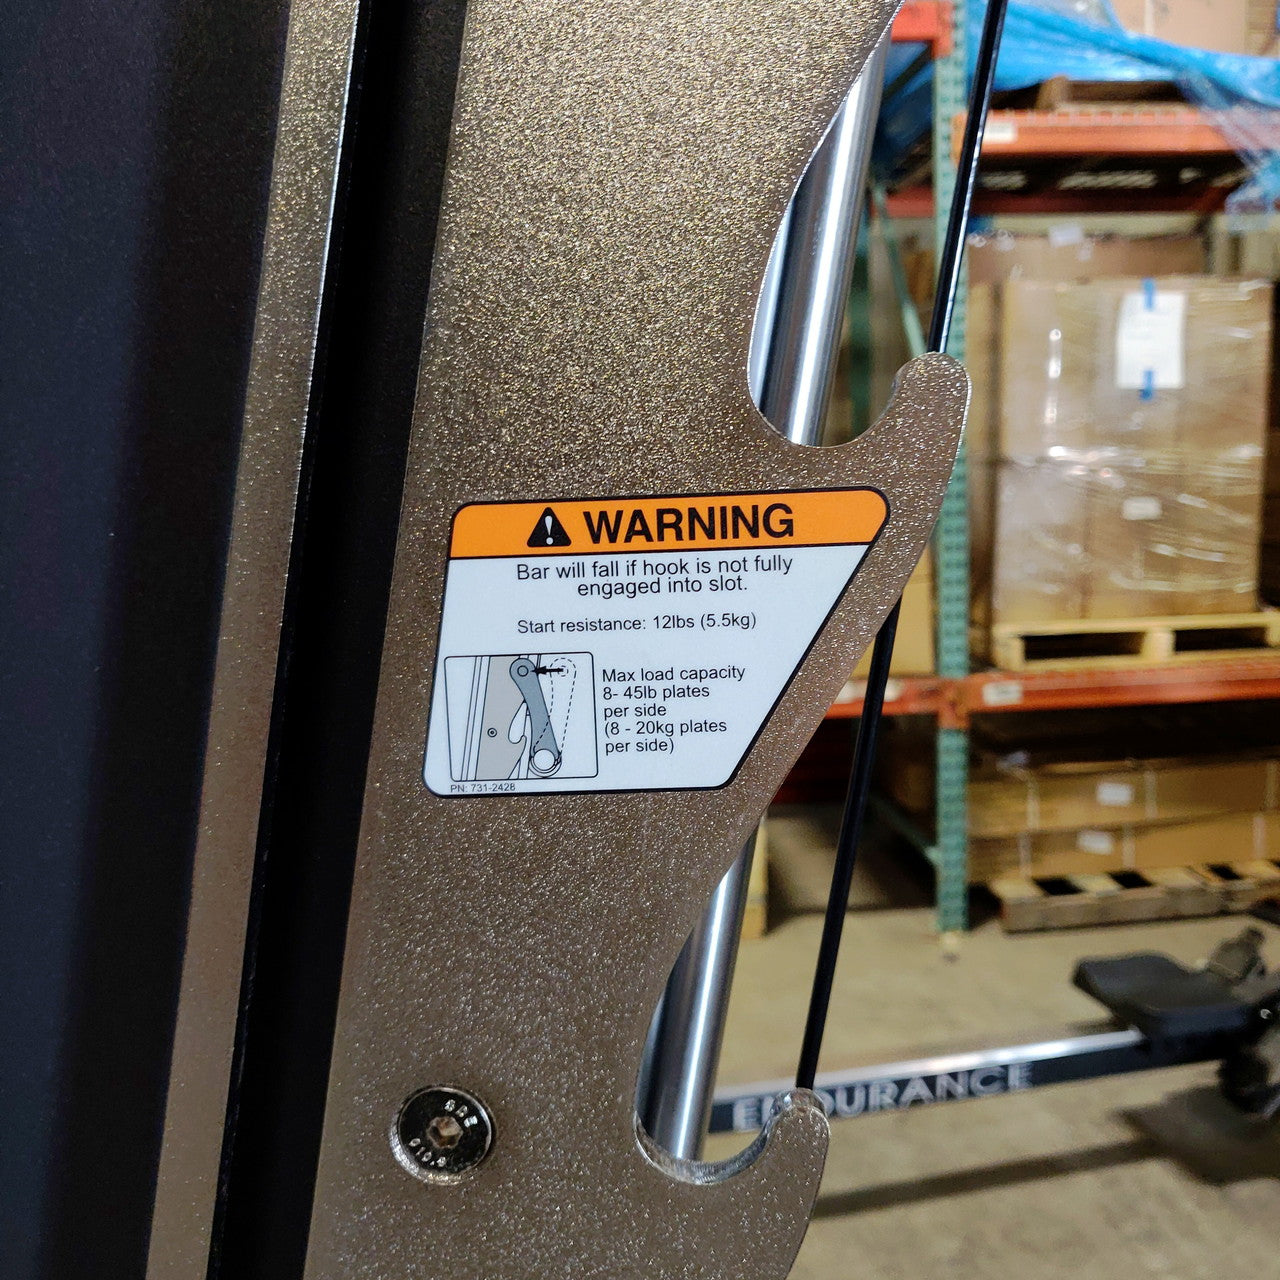 WARNING
Bar will fall if hook is not fully
engaged into slot.
Start resistance: 12lbs (5.5kg)
Max load capacity
8- 45lb plates
per side
(8 - 20kg plates
per side)
PN: 731-2428
ENDURANCE